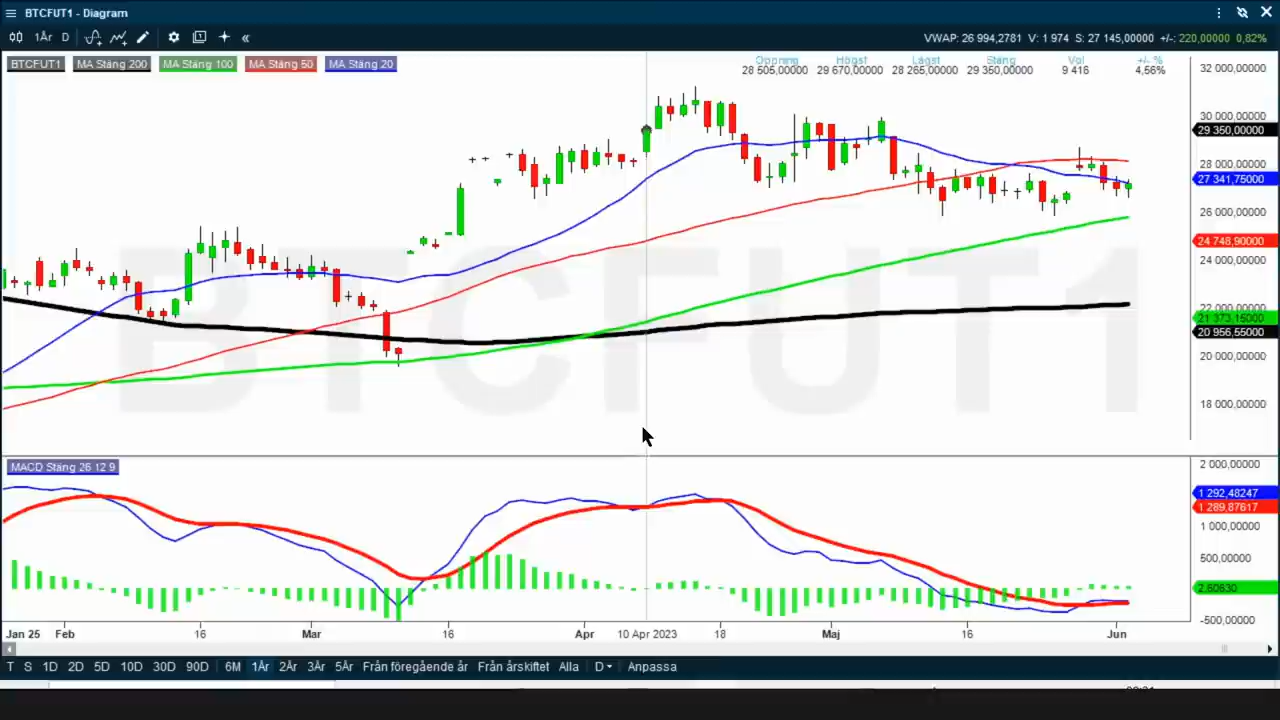 BTCFUT1 - Diagram
1År D
VWAP: 26 994,2781 V: 1 974 S: 27 145,00000 +/-: 220,00000 0,82%
BTCFUT1 MA Stäng 200 MA Stäng 100 MA Stäng 50 MA Stäng 20
Öppning Högst Lägst Stäng Vol +/- %
28 505,00000 29 670,00000 28 265,00000 29 350,00000 9 416 4,56%
32 000,00000
30 000,00000
29 350,00000
28 000,00000
27 341,75000
26 000,00000
24 748,90000
24 000,00000
22 000,00000
21 373,15000
20 956,55000
20 000,00000
18 000,00000
BTCFUT1
MACD Stäng 26 12 9
2 000,00000
1 292,48247
1 289,87617
1 000,00000
500,00000
2,60630
-500,00000
Jan 25 Feb 16 Mar 16 Apr 10 Apr 2023 18 Maj 16 Jun
T S 1D 2D 5D 10D 30D 90D 6M 1År 2År 3År 5År Från föregående år Från årskiftet Alla D Anpassa